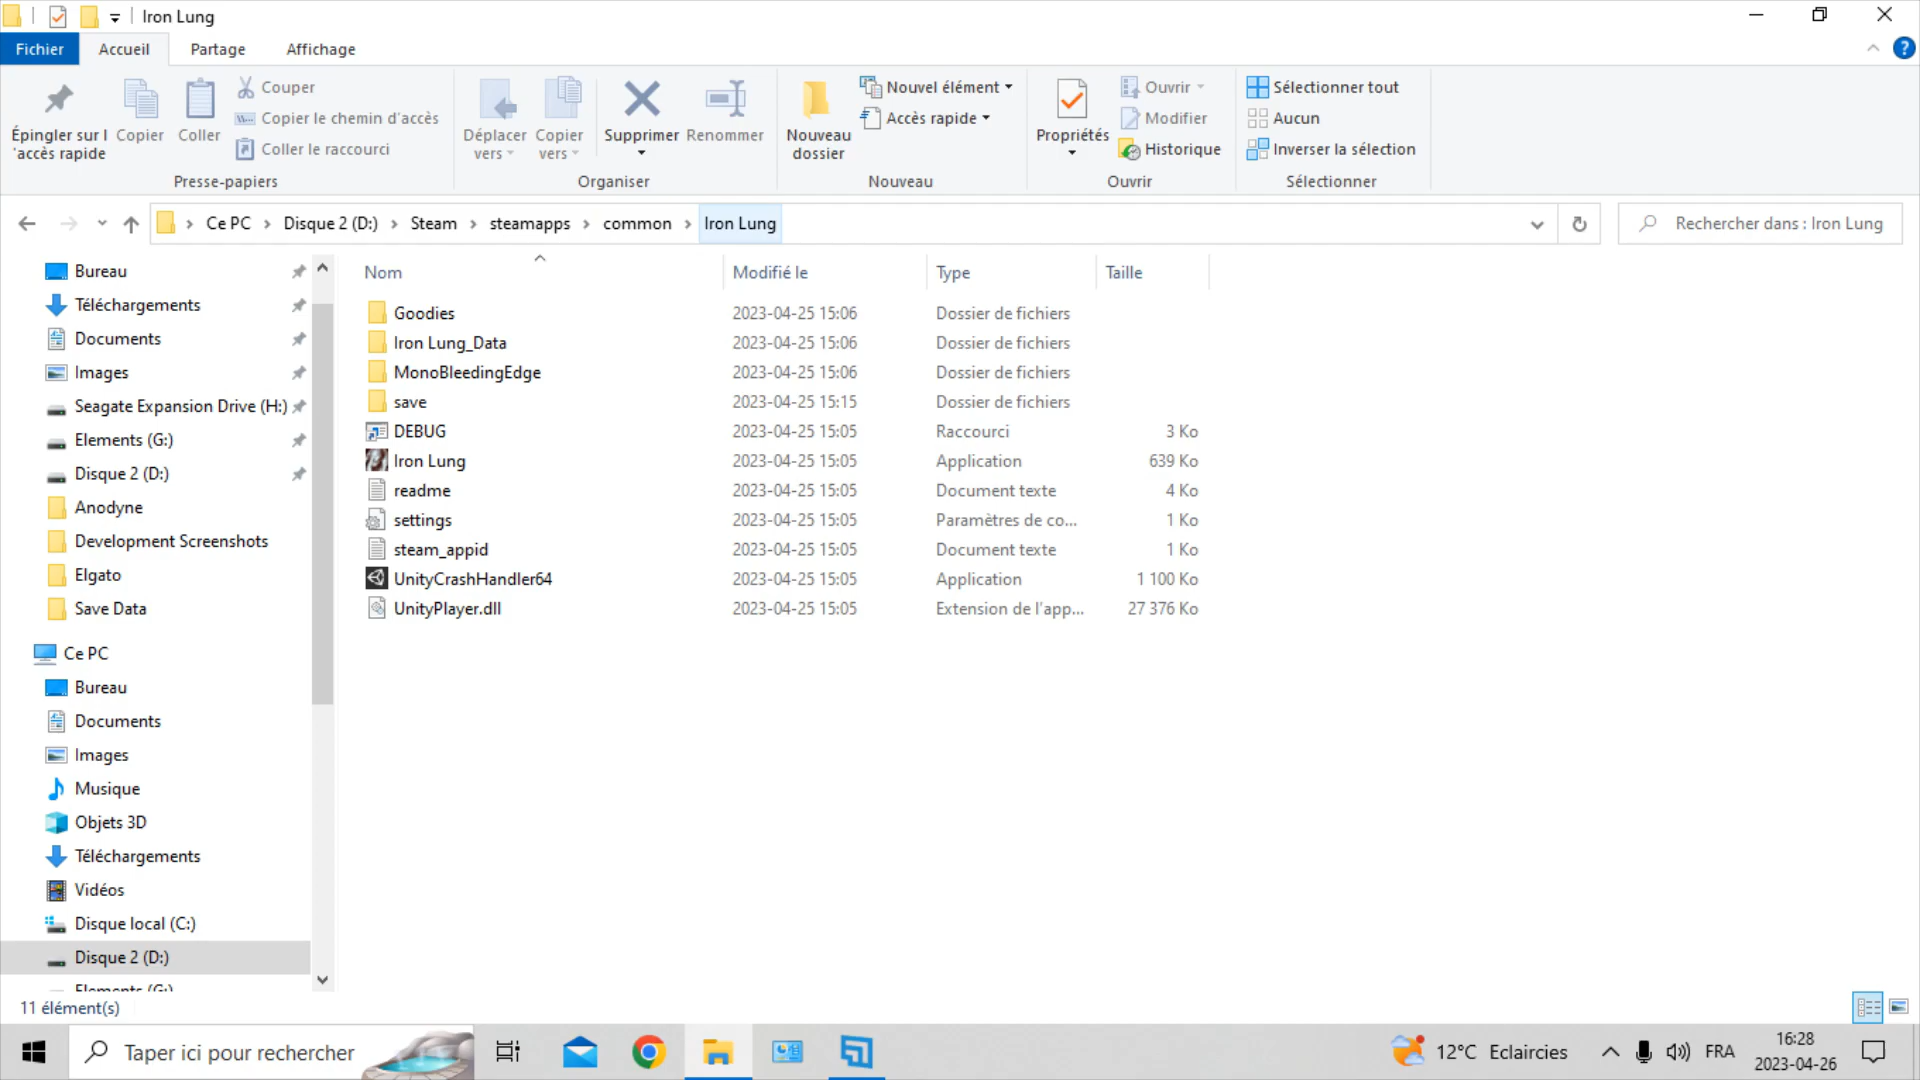 Iron Lung
Fichier Accueil Partage Affichage
Épingler sur l
'accès rapide
Copier
Coller
Couper
Copier le chemin d'accès
Coller le raccourci
Presse-papiers
Déplacer
vers
Copier
vers
Supprimer
Renommer
Organiser
Nouveau
dossier
Nouvel élément
Accès rapide
Nouveau
Propriétés
Ouvrir
Modifier
Historique
Ouvrir
Sélectionner tout
Aucun
Inverser la sélection
Sélectionner
Ce PC > Disque 2 (D:) > Steam > steamapps > common > Iron Lung
Rechercher dans : Iron Lung
Bureau
Téléchargements
Documents
Images
Seagate Expansion Drive (H:)
Elements (G:)
Disque 2 (D:)
Anodyne
Development Screenshots
Elgato
Save Data
Ce PC
Bureau
Documents
Images
Musique
Objets 3D
Téléchargements
Vidéos
Disque local (C:)
Disque 2 (D:)
Elements (G:)
Nom Modifié le Type Taille
Goodies 2023-04-25 15:06 Dossier de fichiers
Iron Lung_Data 2023-04-25 15:06 Dossier de fichiers
MonoBleedingEdge 2023-04-25 15:06 Dossier de fichiers
save 2023-04-25 15:15 Dossier de fichiers
DEBUG 2023-04-25 15:05 Raccourci 3 Ko
Iron Lung 2023-04-25 15:05 Application 639 Ko
readme 2023-04-25 15:05 Document texte 4 Ko
settings 2023-04-25 15:05 Paramètres de co... 1 Ko
steam_appid 2023-04-25 15:05 Document texte 1 Ko
UnityCrashHandler64 2023-04-25 15:05 Application 1 100 Ko
UnityPlayer.dll 2023-04-25 15:05 Extension de l'app... 27 376 Ko
11 élément(s)
Taper ici pour rechercher
12°C Eclaircies
FRA
16:28
2023-04-26